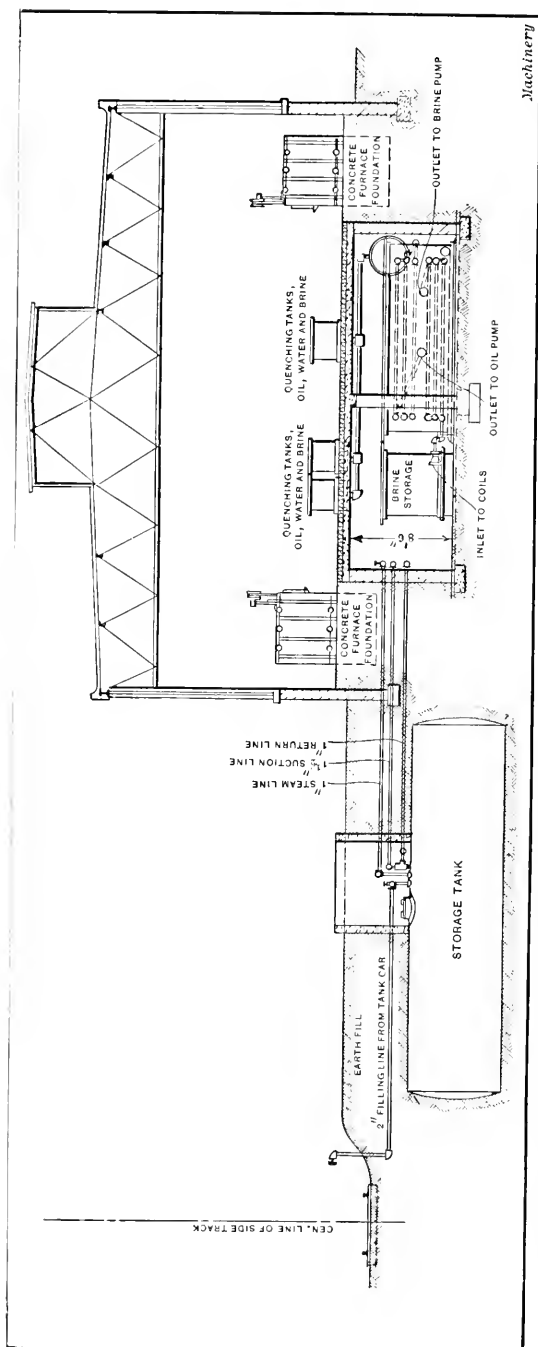 CEN. LINE OF SIDE TRACK
EARTH FILL
2" FILLING LINE FROM TANK CAR
STORAGE TANK
1" STEAM LINE
1½" SUCTION LINE
1" RETURN LINE
CONCRETE
FURNACE
FOUNDATION
QUENCHING TANKS,
OIL, WATER AND BRINE
QUENCHING TANKS,
OIL, WATER AND BRINE
8'6"
BRINE
STORAGE
INLET TO COILS
OUTLET TO OIL PUMP
OUTLET TO BRINE PUMP
CONCRETE
FURNACE
FOUNDATION
Machinery